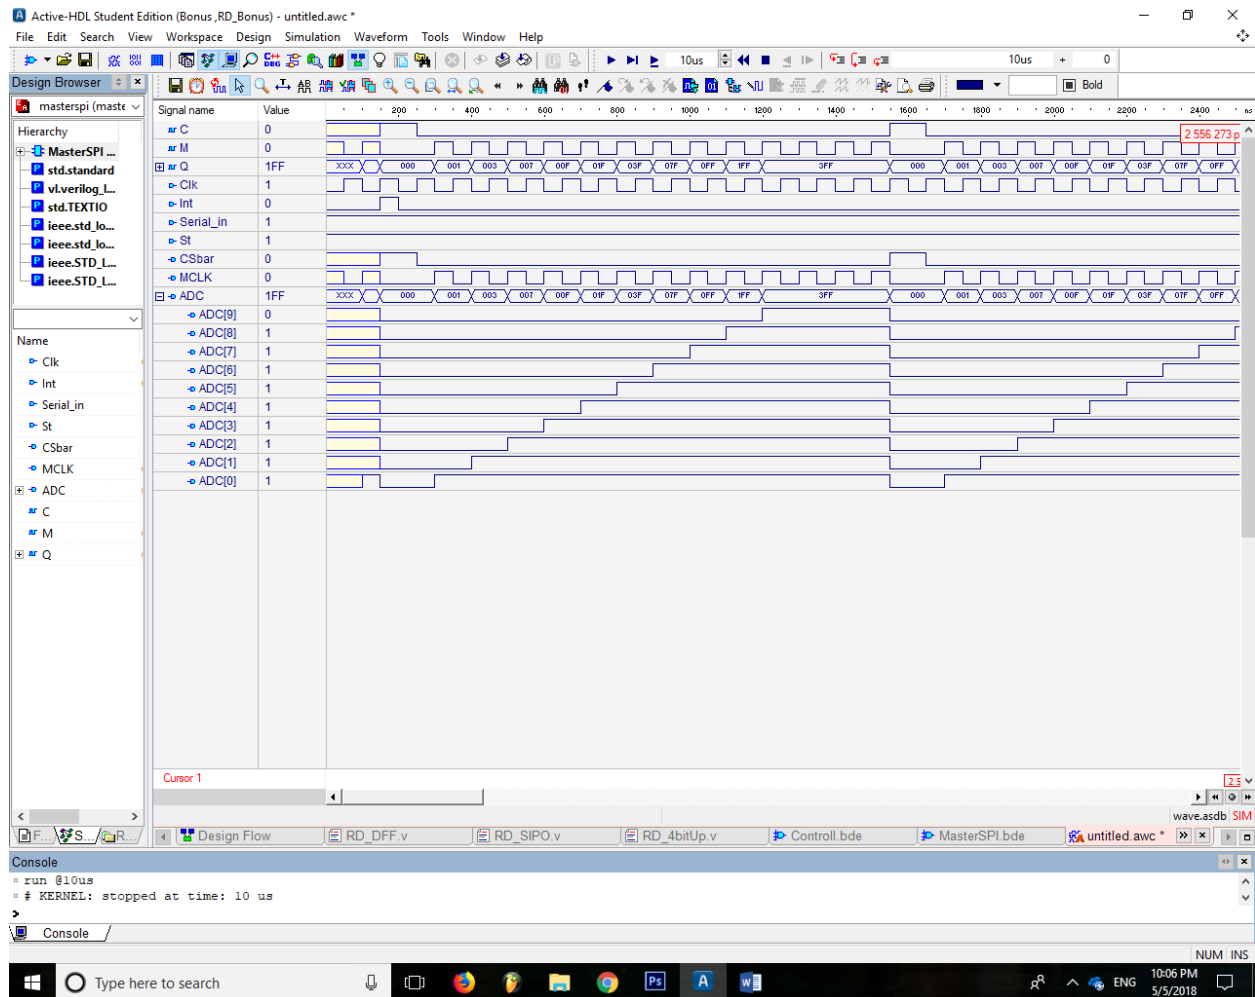 Active-HDL Student Edition (Bonus ,RD_Bonus) - untitled.awc *
File Edit Search View Workspace Design Simulation Waveform Tools Window Help
10us 10us + 0
Design Browser
Bold
masterspi (maste
Hierarchy
MasterSPI ...
std.standard
vl.verilog_l...
std.TEXTIO
ieee.std_lo...
ieee.std_lo...
ieee.STD_L...
ieee.STD_L...
Name
Clk
Int
Serial_in
St
CSbar
MCLK
ADC
C
M
Q
F... S... R...
Signal name Value 200 400 600 800 1000 1200 1400 1600 1800 2000 2200 2400 ns
C 0
2 556 273 p
M 0
Q 1FF XXX 000 001 003 007 00F 01F 03F 07F 0FF 1FF 3FF 000 001 003 007 00F 01F 03F 07F 0FF
Clk 1
Int 0
Serial_in 1
St 1
CSbar 0
MCLK 0
ADC 1FF XXX 000 001 003 007 00F 01F 03F 07F 0FF 1FF 3FF 000 001 003 007 00F 01F 03F 07F 0FF
ADC[9] 0
ADC[8] 1
ADC[7] 1
ADC[6] 1
ADC[5] 1
ADC[4] 1
ADC[3] 1
ADC[2] 1
ADC[1] 1
ADC[0] 1
Cursor 1
2 5
wave.asdb SIM
Design Flow RD_DFF.v RD_SIPO.v RD_4bitUp.v Controll.bde MasterSPI.bde untitled.awc *
Console
run @10us
# KERNEL: stopped at time: 10 us
>
Console
NUM INS
Type here to search
Ps A W
ENG
10:06 PM
5/5/2018